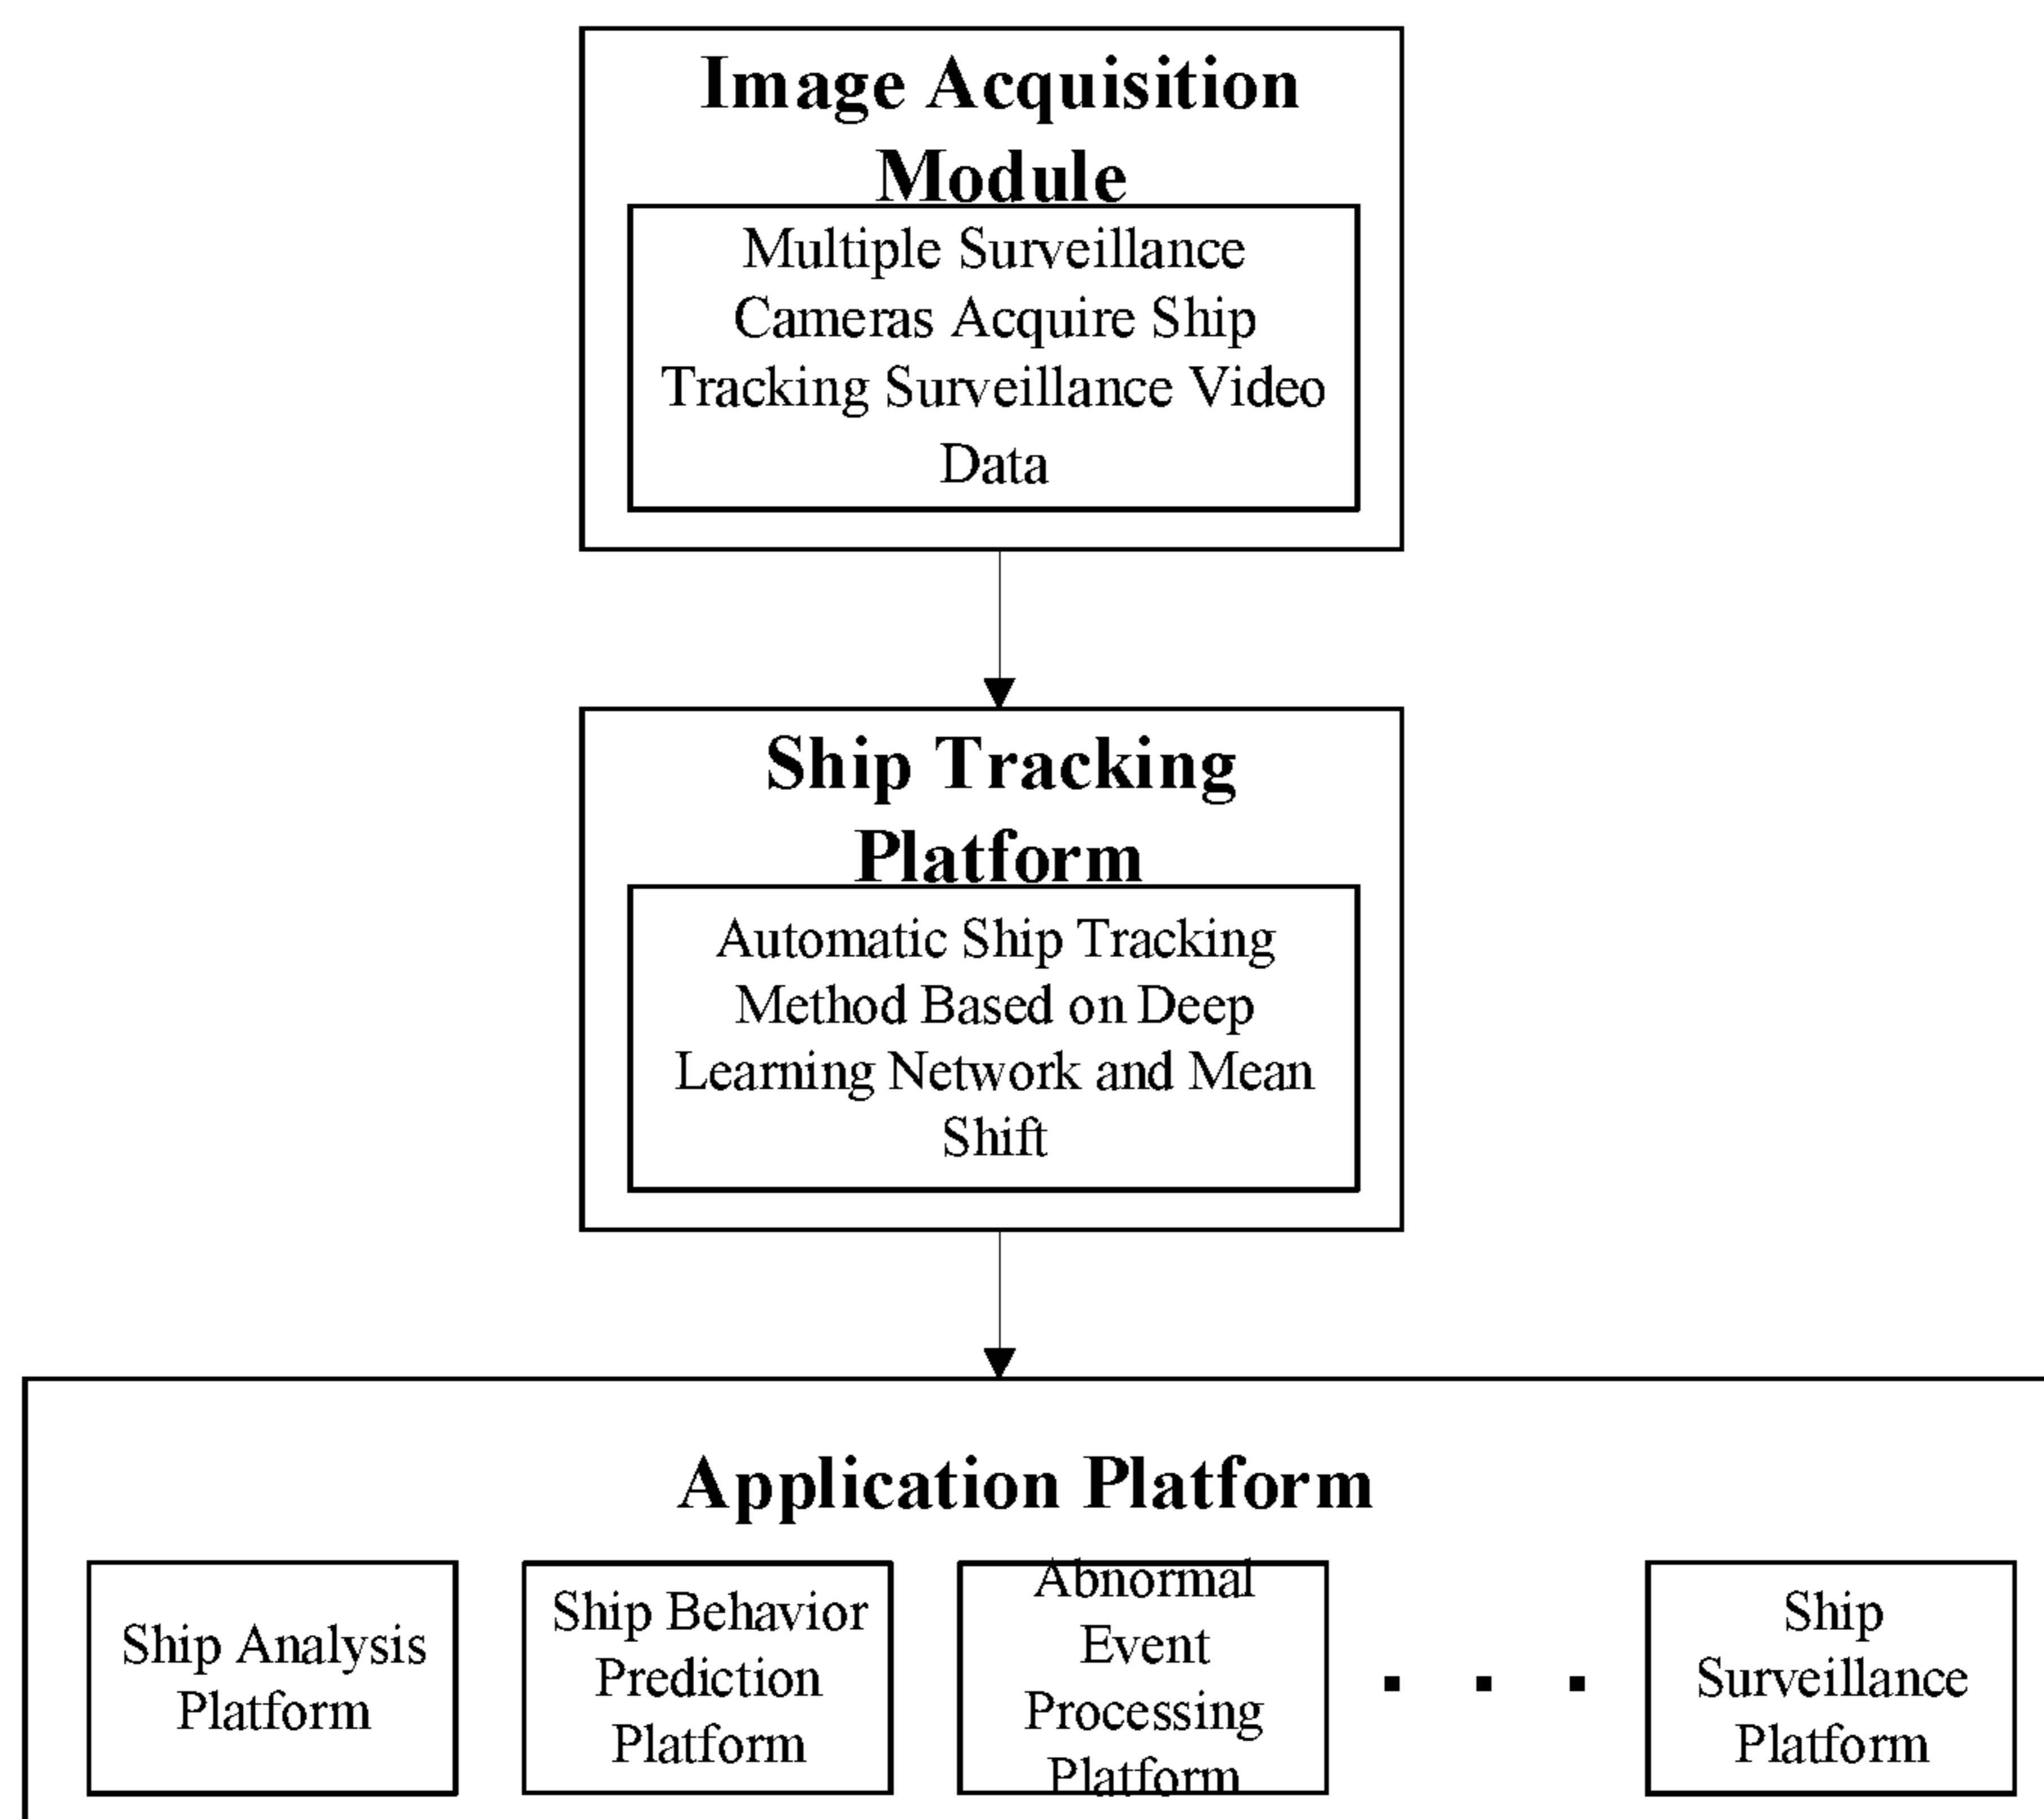 Image Acquisition
Module
Multiple Surveillance
Cameras Acquire Ship
Tracking Surveillance Video
Data
Ship Tracking
Platform
Automatic Ship Tracking
Method Based on Deep
Learning Network and Mean
Shift
Application Platform
Ship Analysis
Platform
Ship Behavior
Prediction
Platform
Abnormal
Event
Processing
Platform
. . .
Ship
Surveillance
Platform